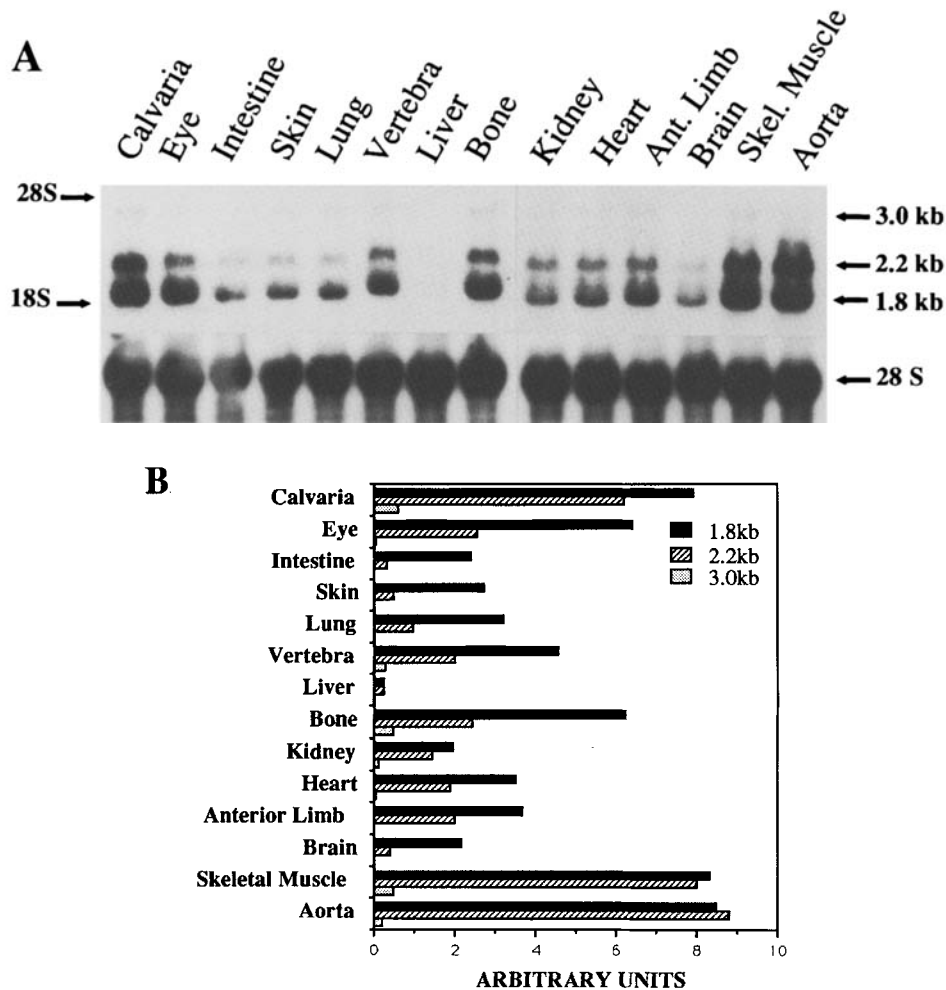 A
Calvaria
Eye
Intestine
Skin
Lung
Vertebra
Liver
Bone
Kidney
Heart
Ant. Limb
Brain
Skel. Muscle
Aorta
28S
3.0 kb
2.2 kb
18S
1.8 kb
28 S
B
Calvaria
Eye
Intestine
Skin
Lung
Vertebra
Liver
Bone
Kidney
Heart
Anterior Limb
Brain
Skeletal Muscle
Aorta
1.8kb
2.2kb
3.0kb
0 2 4 6 8 10
ARBITRARY UNITS